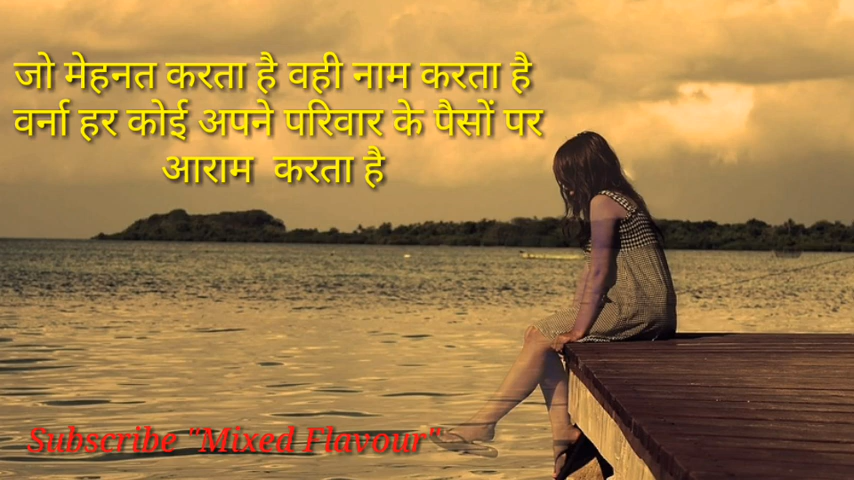 जो मेहनत करता है वही नाम करता है
वर्ना हर कोई अपने परिवार के पैसों पर
आराम करता है
Subscribe "Mixed Flavour"